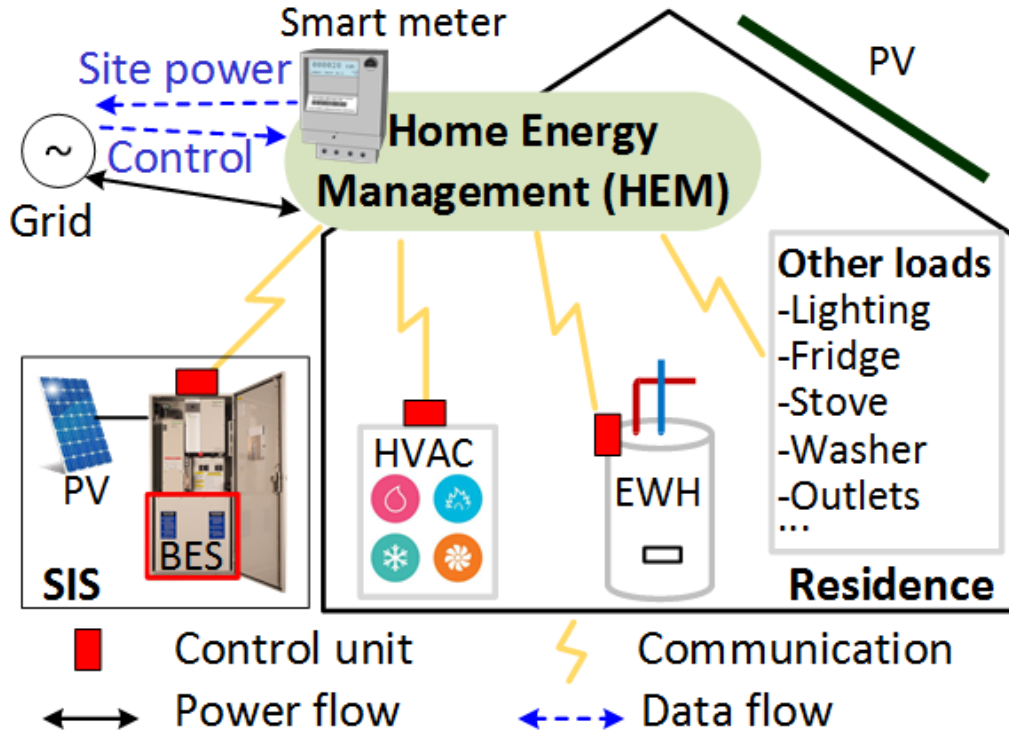 Smart meter
Site power
Control
~
Grid
Home Energy
Management (HEM)
PV
Other loads
-Lighting
-Fridge
-Stove
-Washer
-Outlets
...
PV
BES
SIS
HVAC
EWH
Residence
Control unit
Communication
Power flow
Data flow